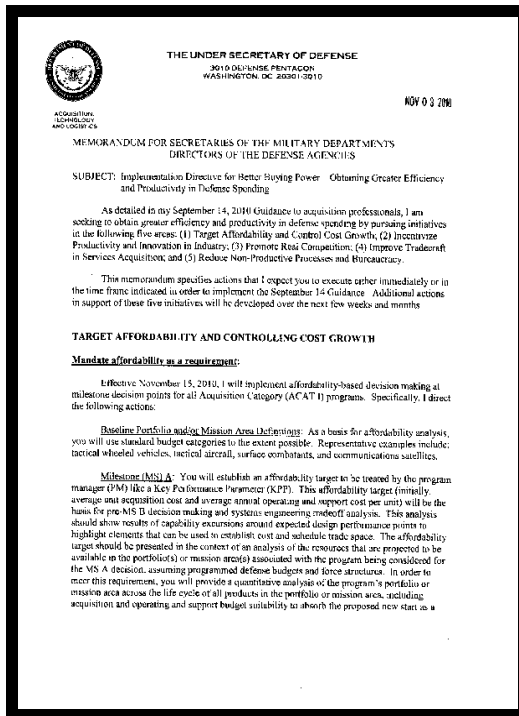 THE UNDER SECRETARY OF DEFENSE
3010 DEFENSE PENTAGON
WASHINGTON, DC 20301-3010
NOV 03 2010
ACQUISITION,
TECHNOLOGY
AND LOGISTICS
MEMORANDUM FOR SECRETARIES OF THE MILITARY DEPARTMENTS
DIRECTORS OF THE DEFENSE AGENCIES
SUBJECT: Implementation Directive for Better Buying Power - Obtaining Greater Efficiency
and Productivity in Defense Spending
As detailed in my September 14, 2010 Guidance to acquisition professionals, I am
seeking to obtain greater efficiency and productivity in defense spending by pursuing initiatives
in the following five areas: (1) Target Affordability and Control Cost Growth; (2) Incentivize
Productivity and Innovation in Industry; (3) Promote Real Competition; (4) Improve Tradecraft
in Services Acquisition; and (5) Reduce Non-Productive Processes and Bureaucracy.
This memorandum specifies actions that I expect you to execute either immediately or in
the time frame indicated in order to implement the September 14 Guidance. Additional actions
in support of these five initiatives will be developed over the next few weeks and months
TARGET AFFORDABILITY AND CONTROLLING COST GROWTH
Mandate affordability as a requirement:
Effective November 15, 2010, I will implement affordability-based decision making at
milestone decision points for all Acquisition Category (ACAT I) programs. Specifically, I direct
the following actions:
Baseline Portfolio and/or Mission Area Definitions: As a basis for affordability analysis,
you will use standard budget categories to the extent possible. Representative examples include:
tactical wheeled vehicles, tactical aircraft, surface combatants, and communications satellites.
Milestone (MS) A: You will establish an affordability target to be treated by the program
manager (PM) like a Key Performance Parameter (KPP). This affordability target (initially,
average unit acquisition cost and average annual operating and support cost per unit) will be the
basis for pre-MS B decision making and systems engineering tradeoff analysis. This analysis
should show results of capability excursions around expected design performance points to
highlight elements that can be used to establish cost and schedule trade space. The affordability
target should be presented in the context of an analysis of the resources that are projected to be
available in the portfolio(s) or mission area(s) associated with the program being considered for
the MS A decision, assuming programmed defense budgets and force structures. In order to
meet this requirement, you will provide a quantitative analysis of the program's portfolio or
mission area across the life cycle of all products in the portfolio or mission area, including
acquisition and operating and support budget suitability to absorb the proposed new start as a